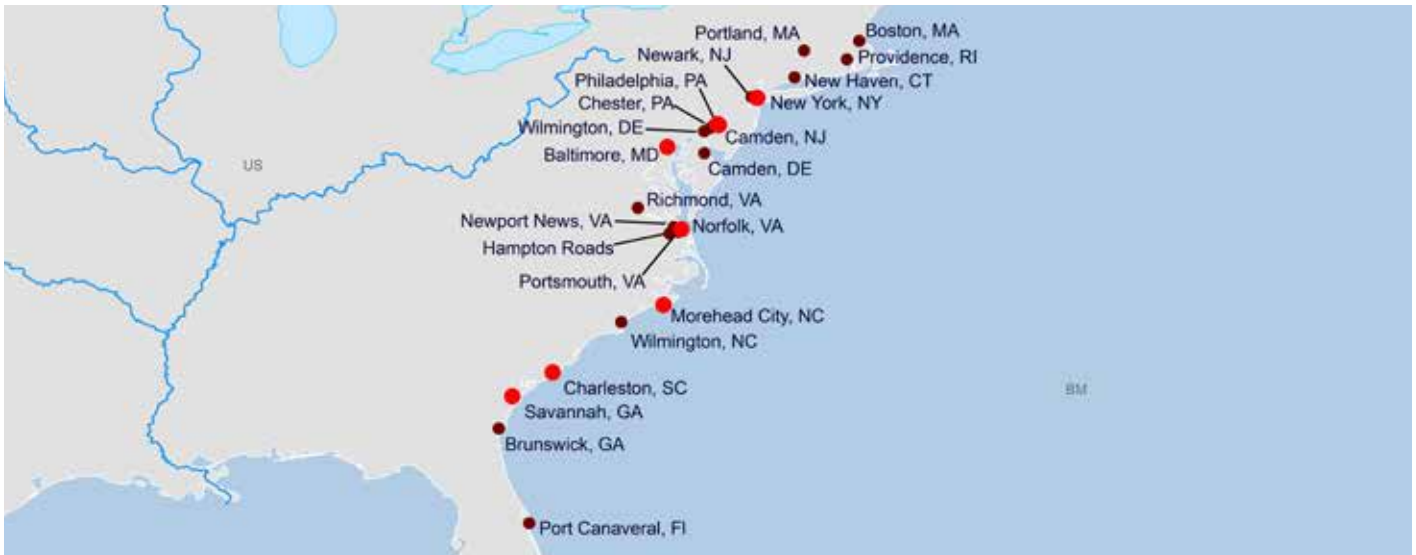 Portland, MA
Boston, MA
Newark, NJ
Providence, RI
Philadelphia, PA
New Haven, CT
Chester, PA
New York, NY
Wilmington, DE
Camden, NJ
Baltimore, MD
US
Camden, DE
Richmond, VA
Newport News, VA
Norfolk, VA
Hampton Roads
Portsmouth, VA
Morehead City, NC
Wilmington, NC
Charleston, SC
BM
Savannah, GA
Brunswick, GA
Port Canaveral, Fl